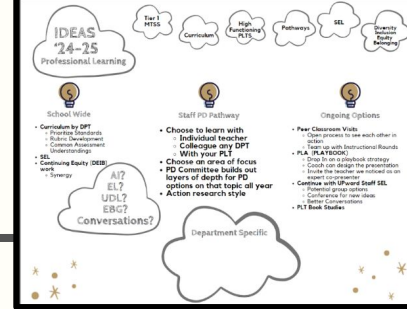 IDEAS
'24-25
Professional Learning
Tier 1
MTSS
Curriculum
High
Functioning
PLTS
Pathways
SEL
Diversity
Inclusion
Equity
Belonging
School Wide
• Curriculum by DPT
○ Prioritize Standards
○ Rubric Development
○ Common Assessment
Understandings
• SEL
• Continuing Equity (DEIB)
work
○ Synergy
AI?
EL?
UDL?
EBG?
Conversations?
Staff PD Pathway
• Choose to learn with
○ Individual teacher
○ Colleague any DPT
○ With your PLT
• Choose an area of focus
• PD Committee builds out
layers of depth for PD
options on that topic all year
• Action research style
Department Specific
Ongoing Options
• Peer Classroom Visits
○ Open process to see each other in
action
○ Team up with Instructional Rounds
• PLA (PLAYBOOK)
○ Drop In on a playbook strategy
○ Coach can design the presentation
○ Invite the teacher we noticed as an
expert co-presenter
• Continue with UPward Staff SEL
○ Potential group options
○ Conference for new ideas
○ Better Conversations
• PLT Book Studies